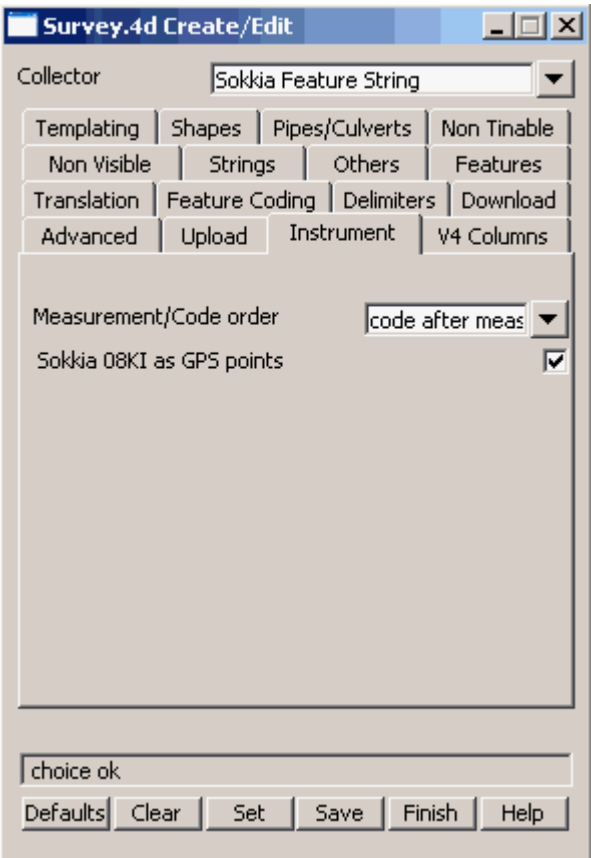 Survey.4d Create/Edit
Collector Sokkia Feature String
Templating Shapes Pipes/Culverts Non Tinable
Non Visible Strings Others Features
Translation Feature Coding Delimiters Download
Advanced Upload Instrument V4 Columns
Measurement/Code order code after meas
Sokkia 08KI as GPS points
choice ok
Defaults Clear Set Save Finish Help